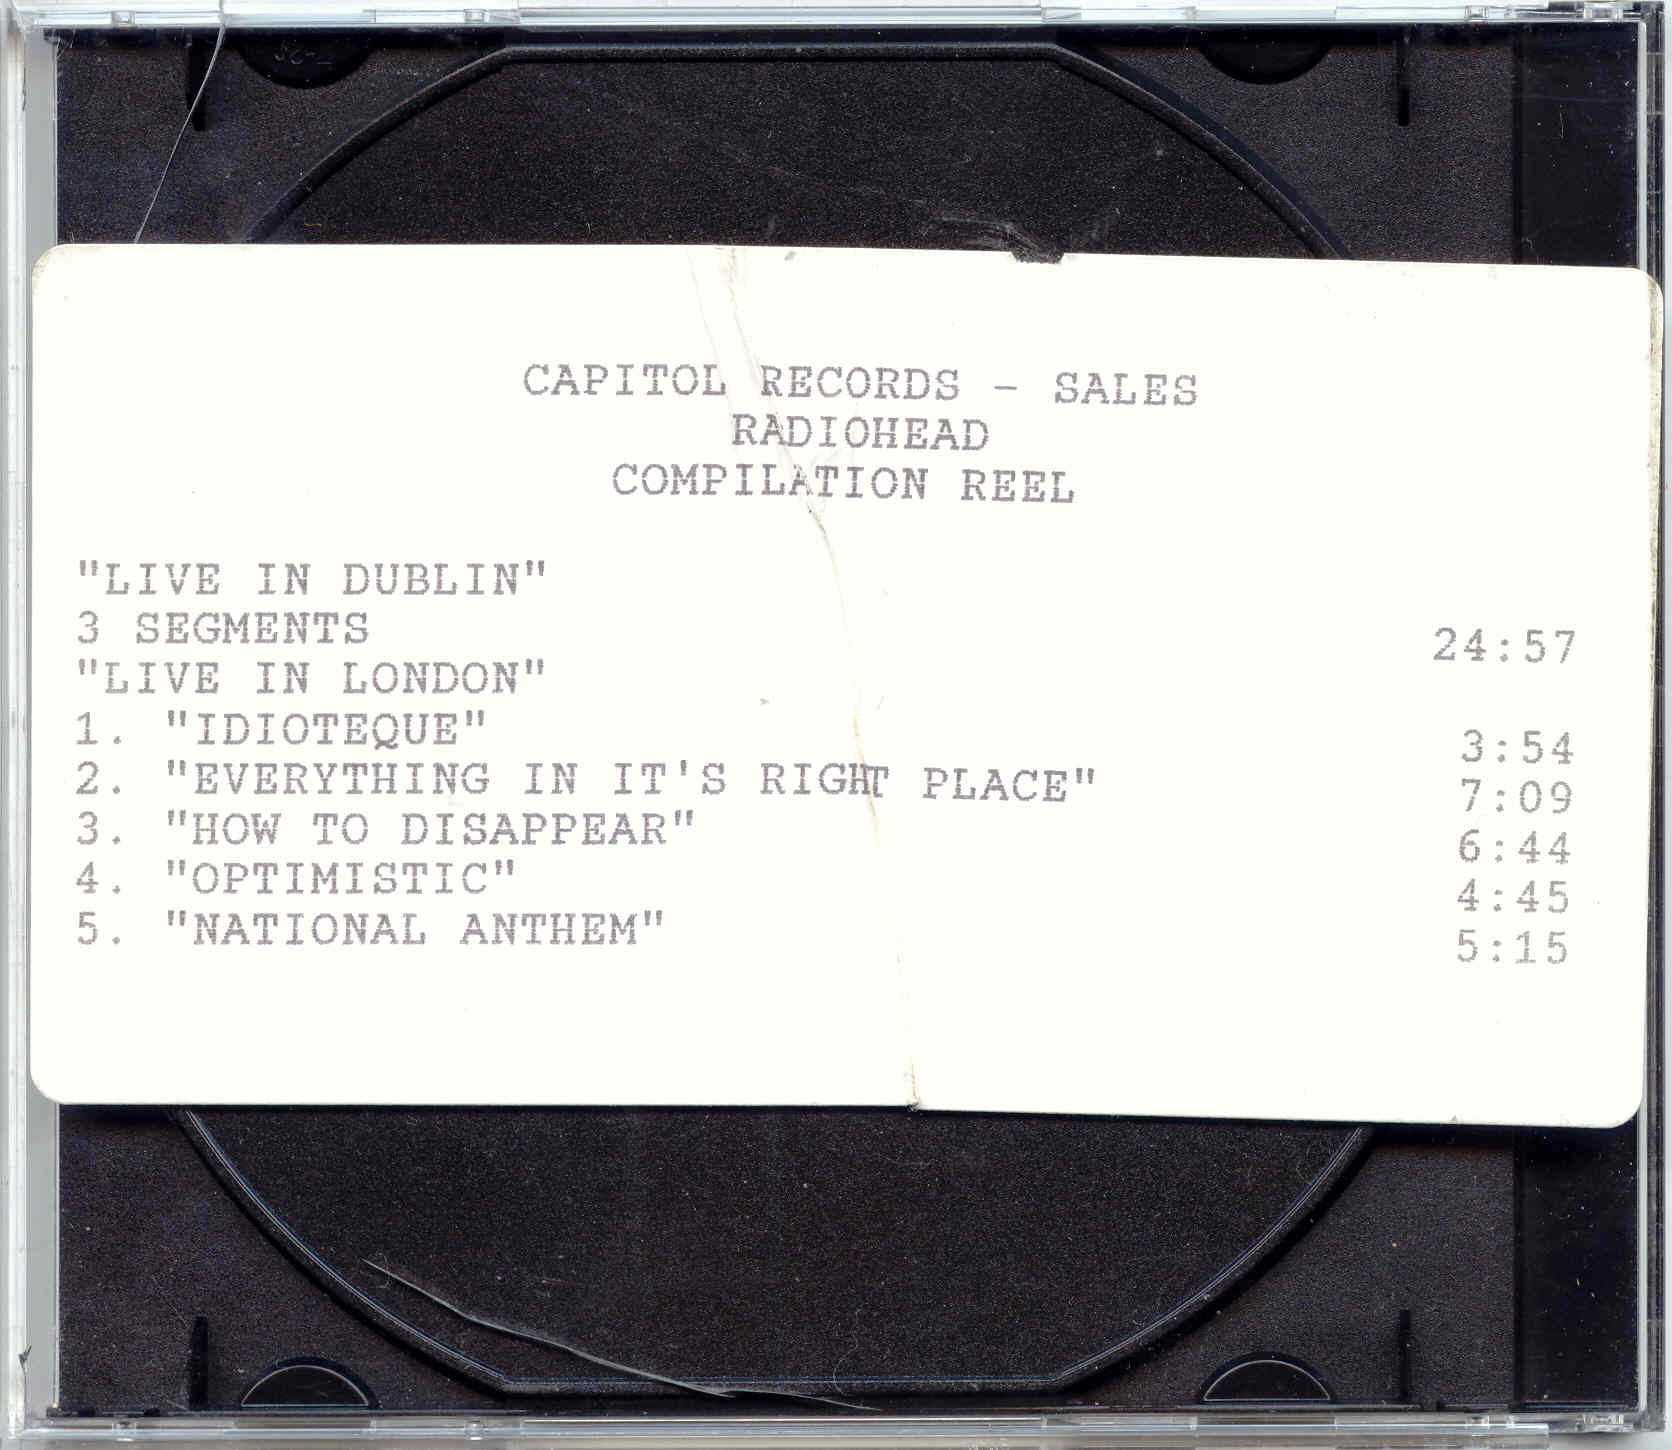 CAPITOL RECORDS - SALES
RADIOHEAD
COMPILATION REEL
"LIVE IN DUBLIN"
3 SEGMENTS 24:57
"LIVE IN LONDON"
1. "IDIOTEQUE" 3:54
2. "EVERYTHING IN IT'S RIGHT PLACE" 7:09
3. "HOW TO DISAPPEAR" 6:44
4. "OPTIMISTIC" 4:45
5. "NATIONAL ANTHEM" 5:15